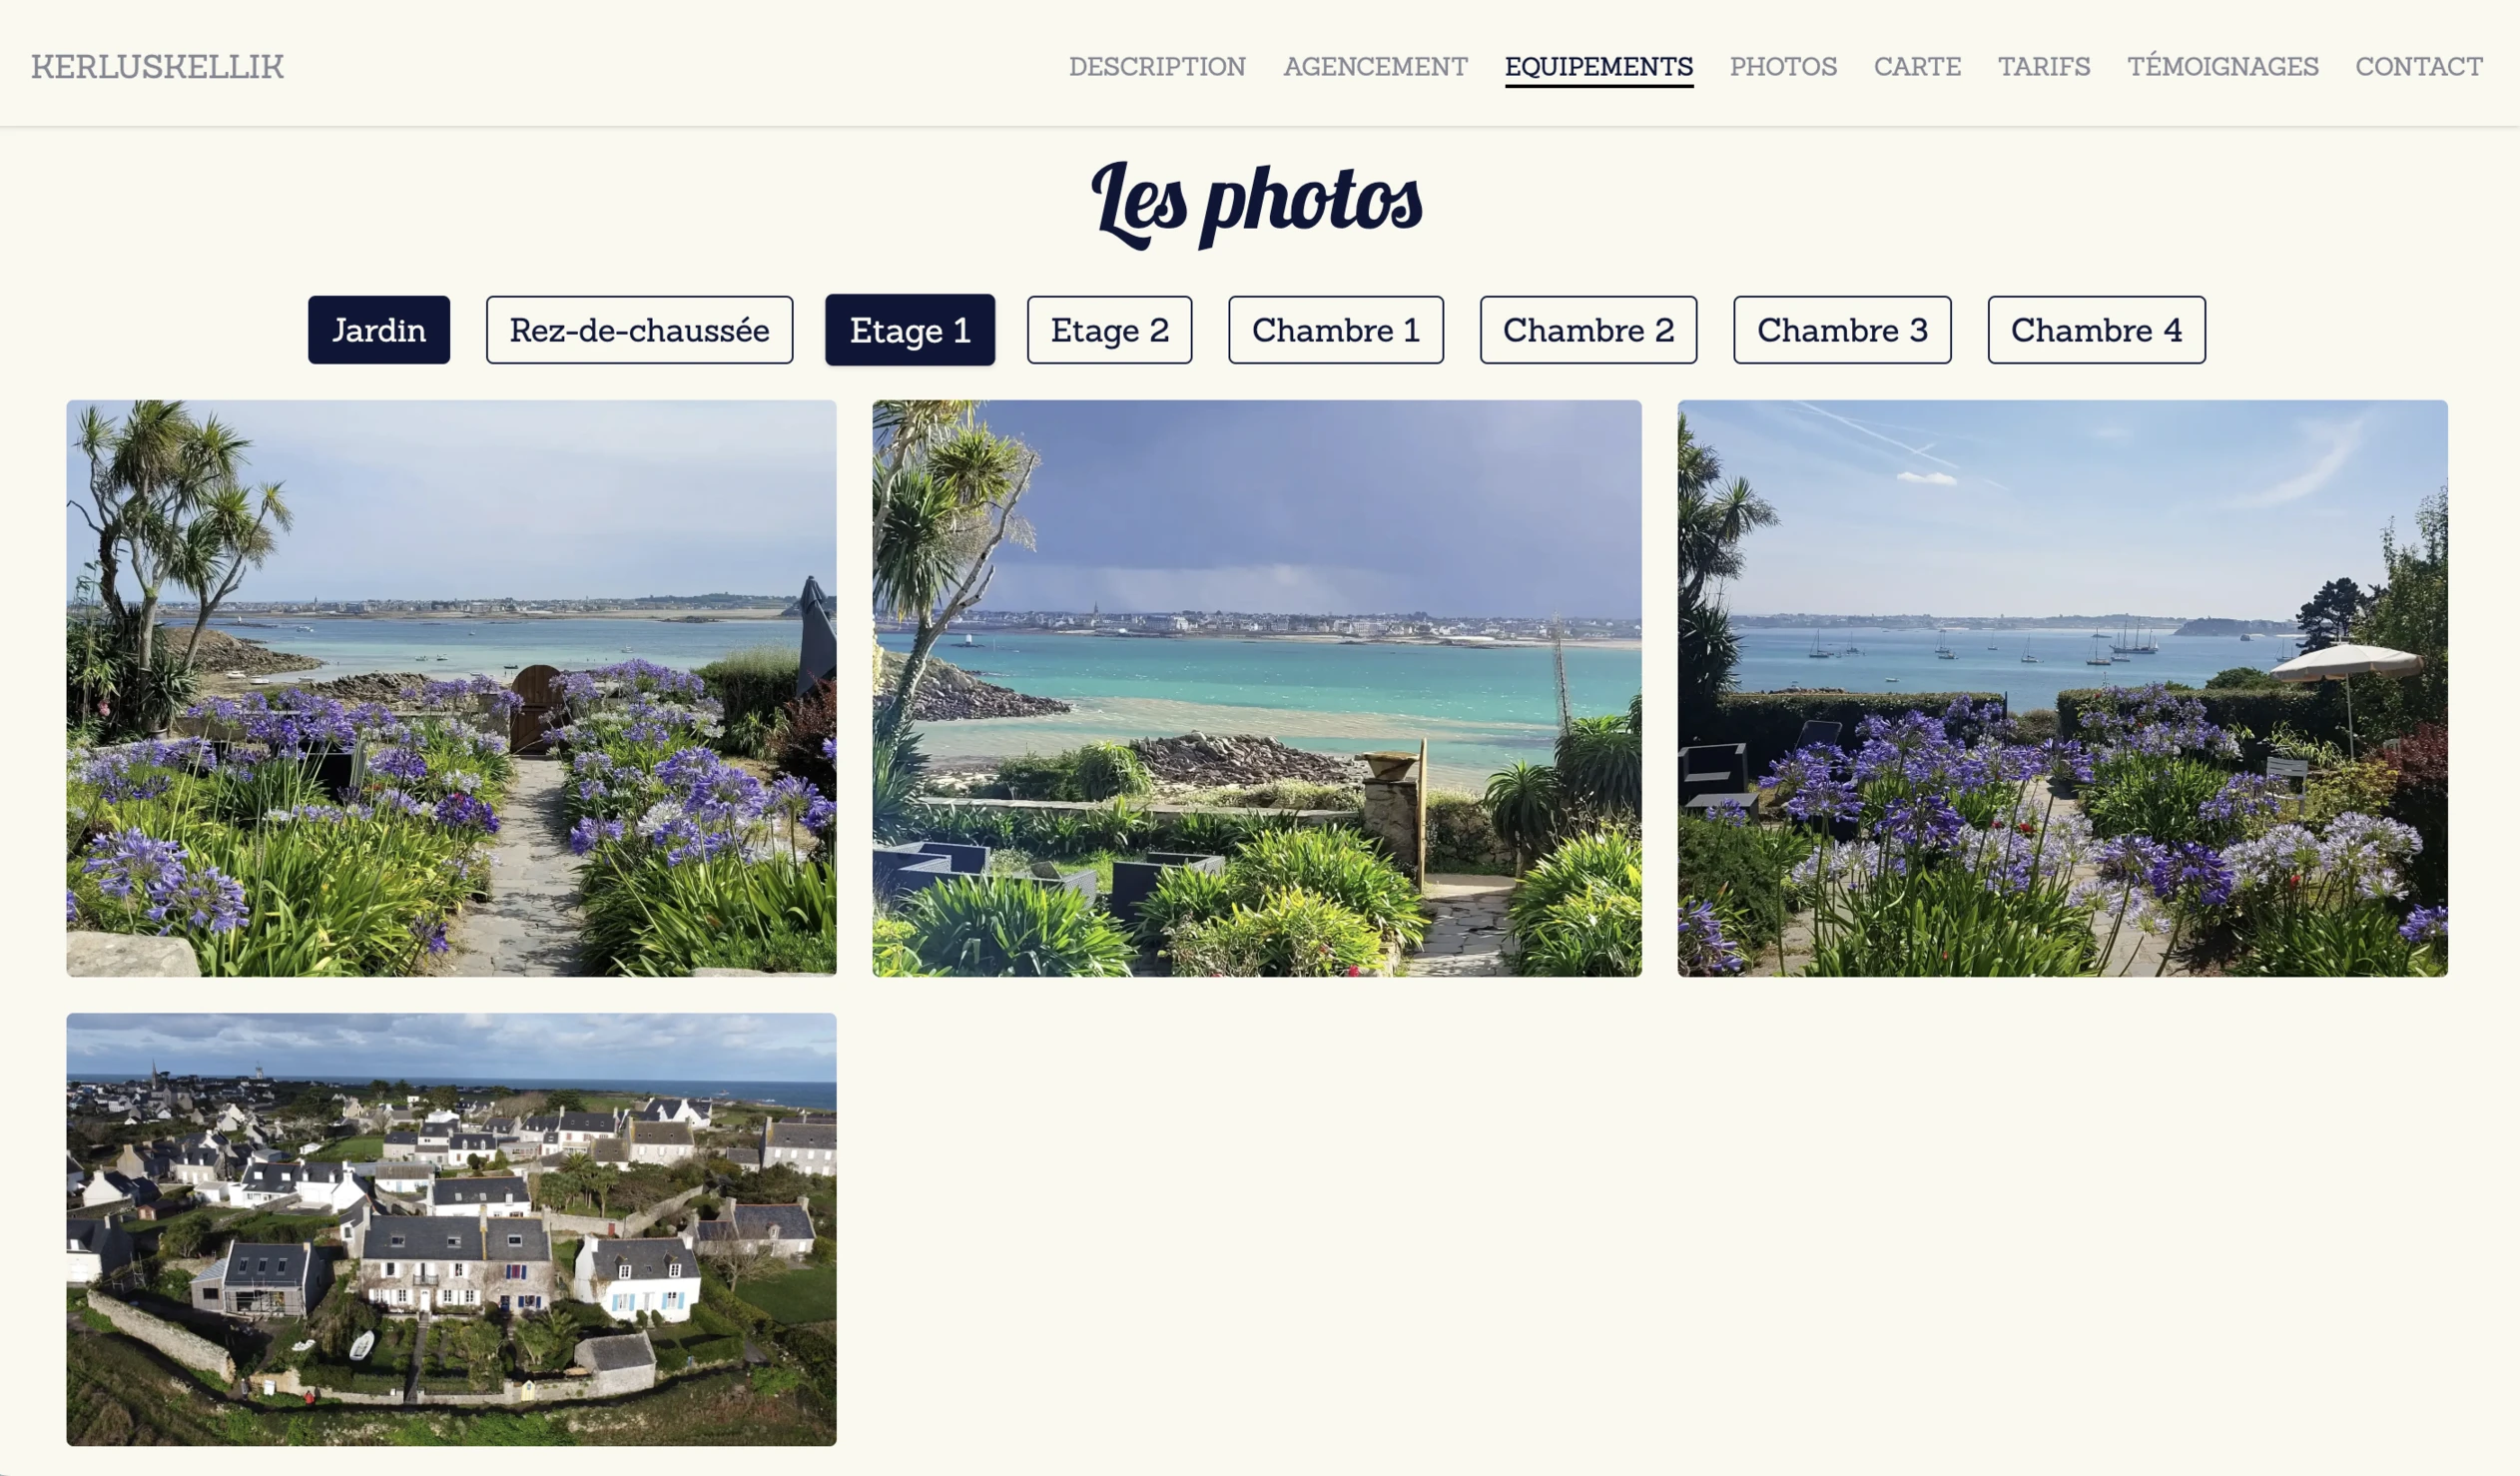 KERLUSKELLIK DESCRIPTION AGENCEMENT EQUIPEMENTS PHOTOS CARTE TARIFS TÉMOIGNAGES CONTACT
Les photos
Jardin Rez-de-chaussée Etage 1 Etage 2 Chambre 1 Chambre 2 Chambre 3 Chambre 4